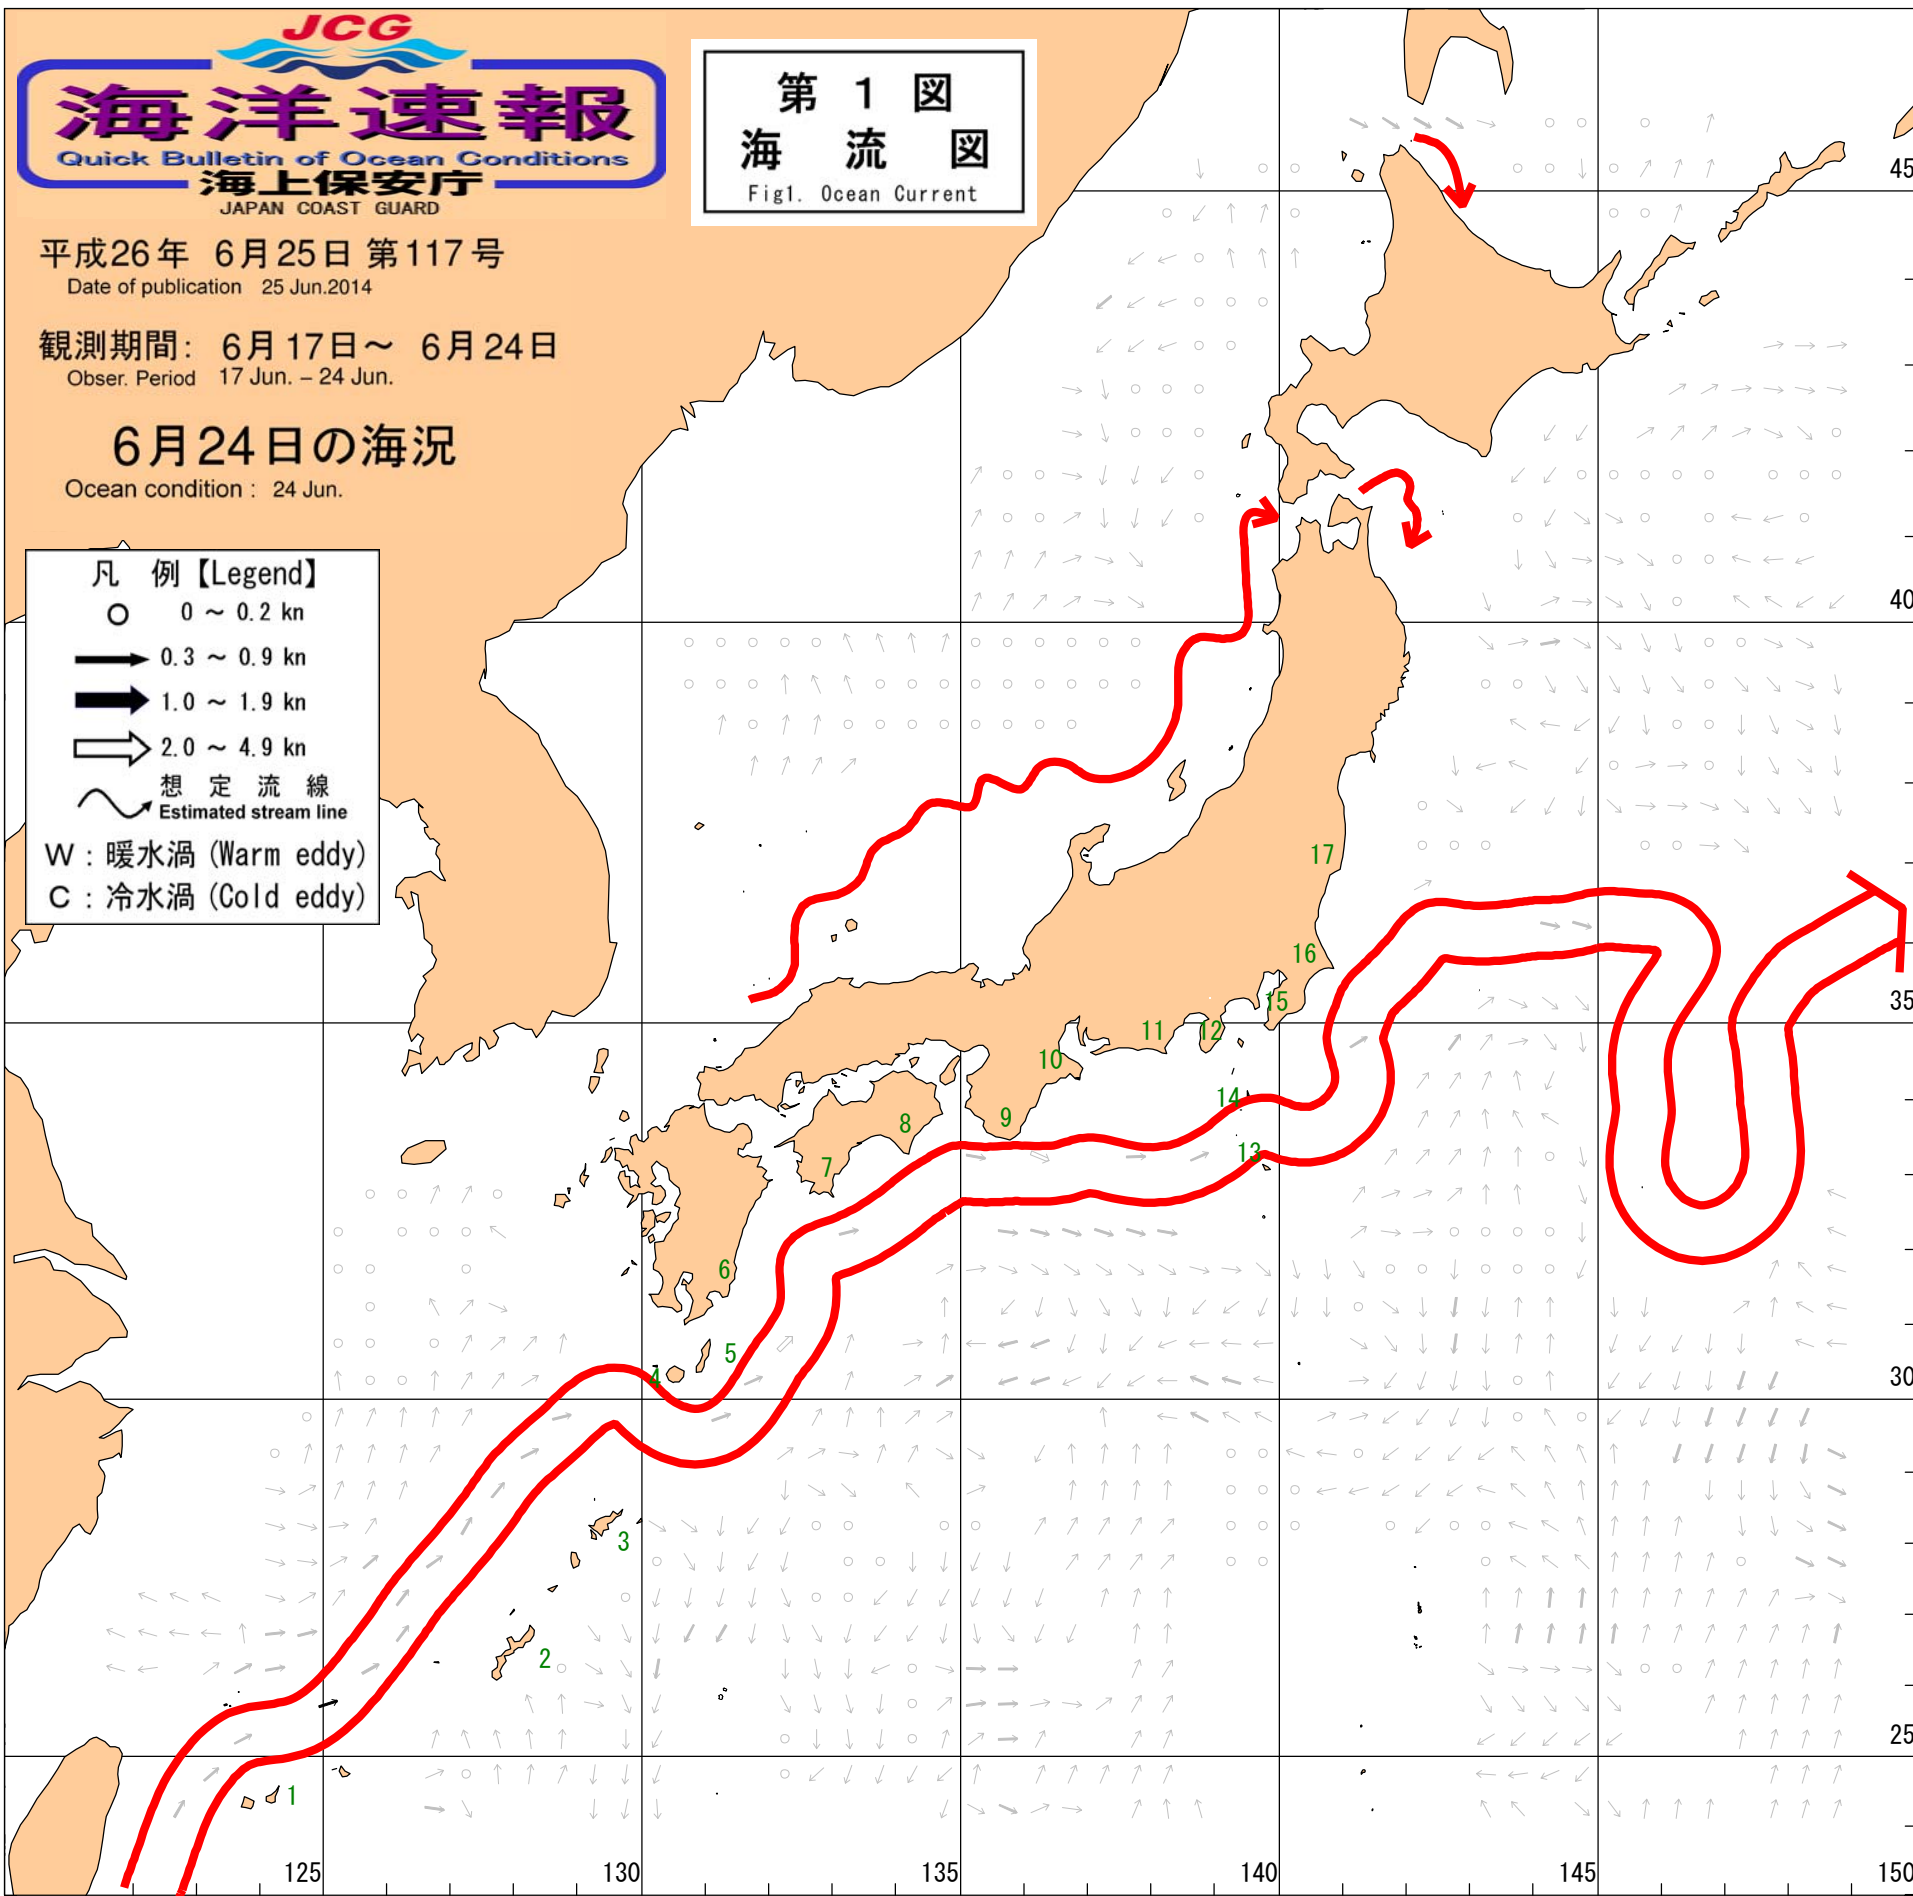 JCG
海洋速報
Quick Bulletin of Ocean Conditions
海上保安庁
JAPAN COAST GUARD
平成26年 6月25日 第117号
Date of publication 25 Jun.2014
観測期間: 6月17日～ 6月24日
Obser. Period 17 Jun. – 24 Jun.
6月24日の海況
Ocean condition : 24 Jun.
第 1 図
海 流 図
Fig1. Ocean Current
凡 例【Legend】
0 ～ 0.2 kn
0.3 ～ 0.9 kn
1.0 ～ 1.9 kn
2.0 ～ 4.9 kn
想 定 流 線
Estimated stream line
W : 暖水渦 (Warm eddy)
C : 冷水渦 (Cold eddy)
45
40
17
16
35
15
12
11
10
14
9
8
13
7
6
5
4
30
3
2
25
1
125
130
135
140
145
150